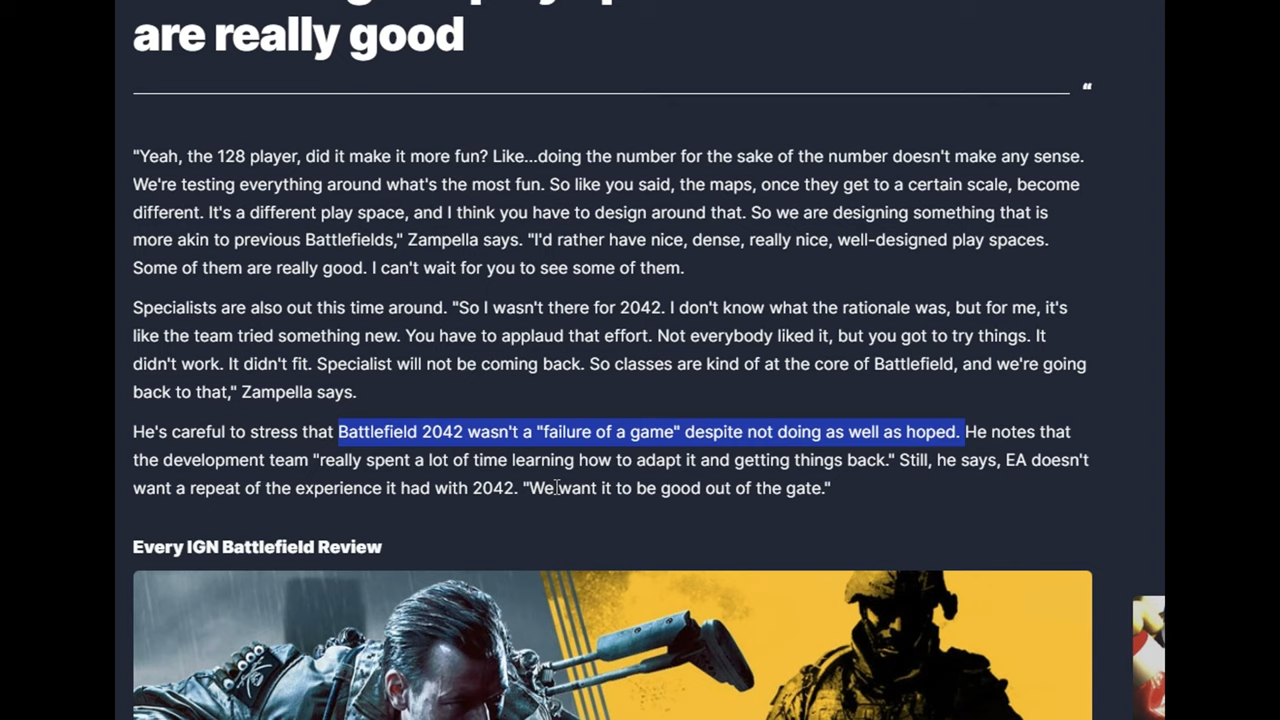 are really good
“
"Yeah, the 128 player, did it make it more fun? Like...doing the number for the sake of the number doesn't make any sense.
We're testing everything around what's the most fun. So like you said, the maps, once they get to a certain scale, become
different. It's a different play space, and I think you have to design around that. So we are designing something that is
more akin to previous Battlefields," Zampella says. "I'd rather have nice, dense, really nice, well-designed play spaces.
Some of them are really good. I can't wait for you to see some of them.
Specialists are also out this time around. "So I wasn't there for 2042. I don't know what the rationale was, but for me, it's
like the team tried something new. You have to applaud that effort. Not everybody liked it, but you got to try things. It
didn't work. It didn't fit. Specialist will not be coming back. So classes are kind of at the core of Battlefield, and we're going
back to that," Zampella says.
He's careful to stress that Battlefield 2042 wasn't a "failure of a game" despite not doing as well as hoped. He notes that
the development team "really spent a lot of time learning how to adapt it and getting things back." Still, he says, EA doesn't
want a repeat of the experience it had with 2042. "We want it to be good out of the gate."
Every IGN Battlefield Review